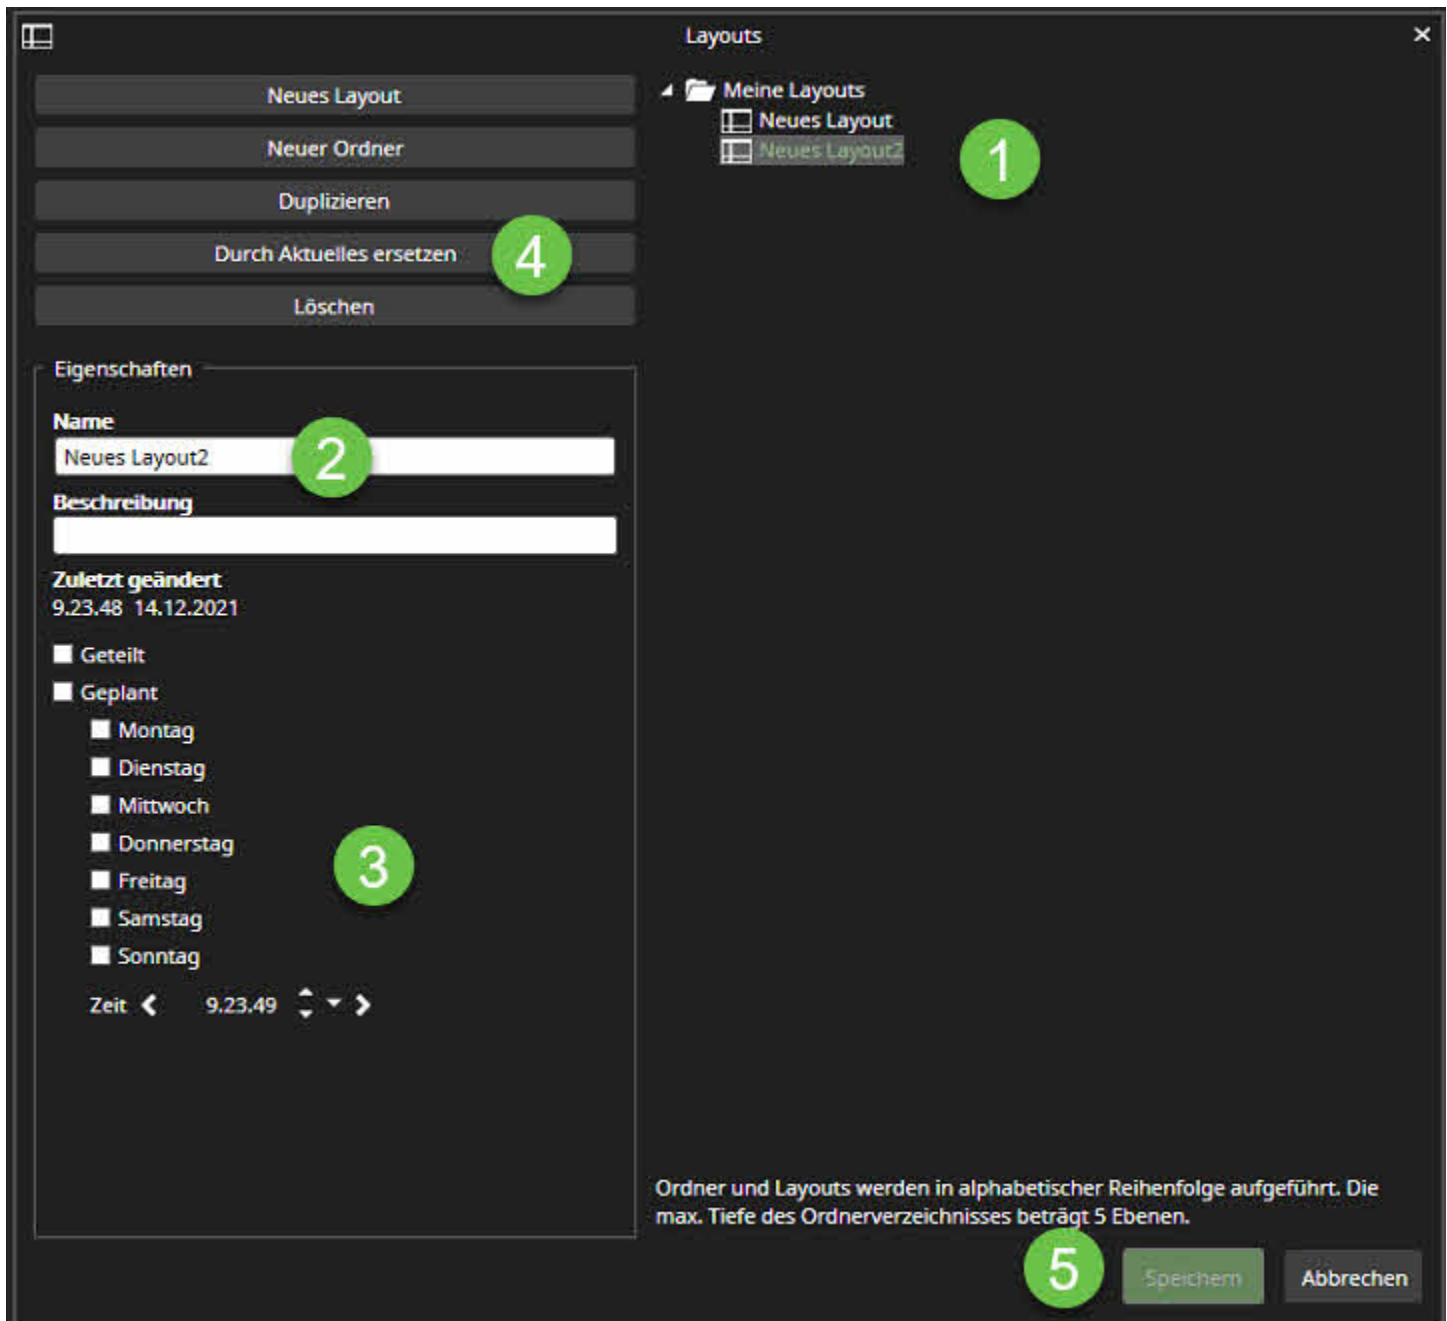 Layouts
Neues Layout
Neuer Ordner
Duplizieren
Durch Aktuelles ersetzen
4
Löschen
Eigenschaften
Name
Neues Layout2
2
Beschreibung
Zuletzt geändert
9.23.48 14.12.2021
Geteilt
Geplant
Montag
Dienstag
Mittwoch
Donnerstag
Freitag
Samstag
Sonntag
3
Zeit 9.23.49
Meine Layouts
Neues Layout
Neues Layout2
1
Ordner und Layouts werden in alphabetischer Reihenfolge aufgeführt. Die
max. Tiefe des Ordnerverzeichnisses beträgt 5 Ebenen.
5
Speichern
Abbrechen